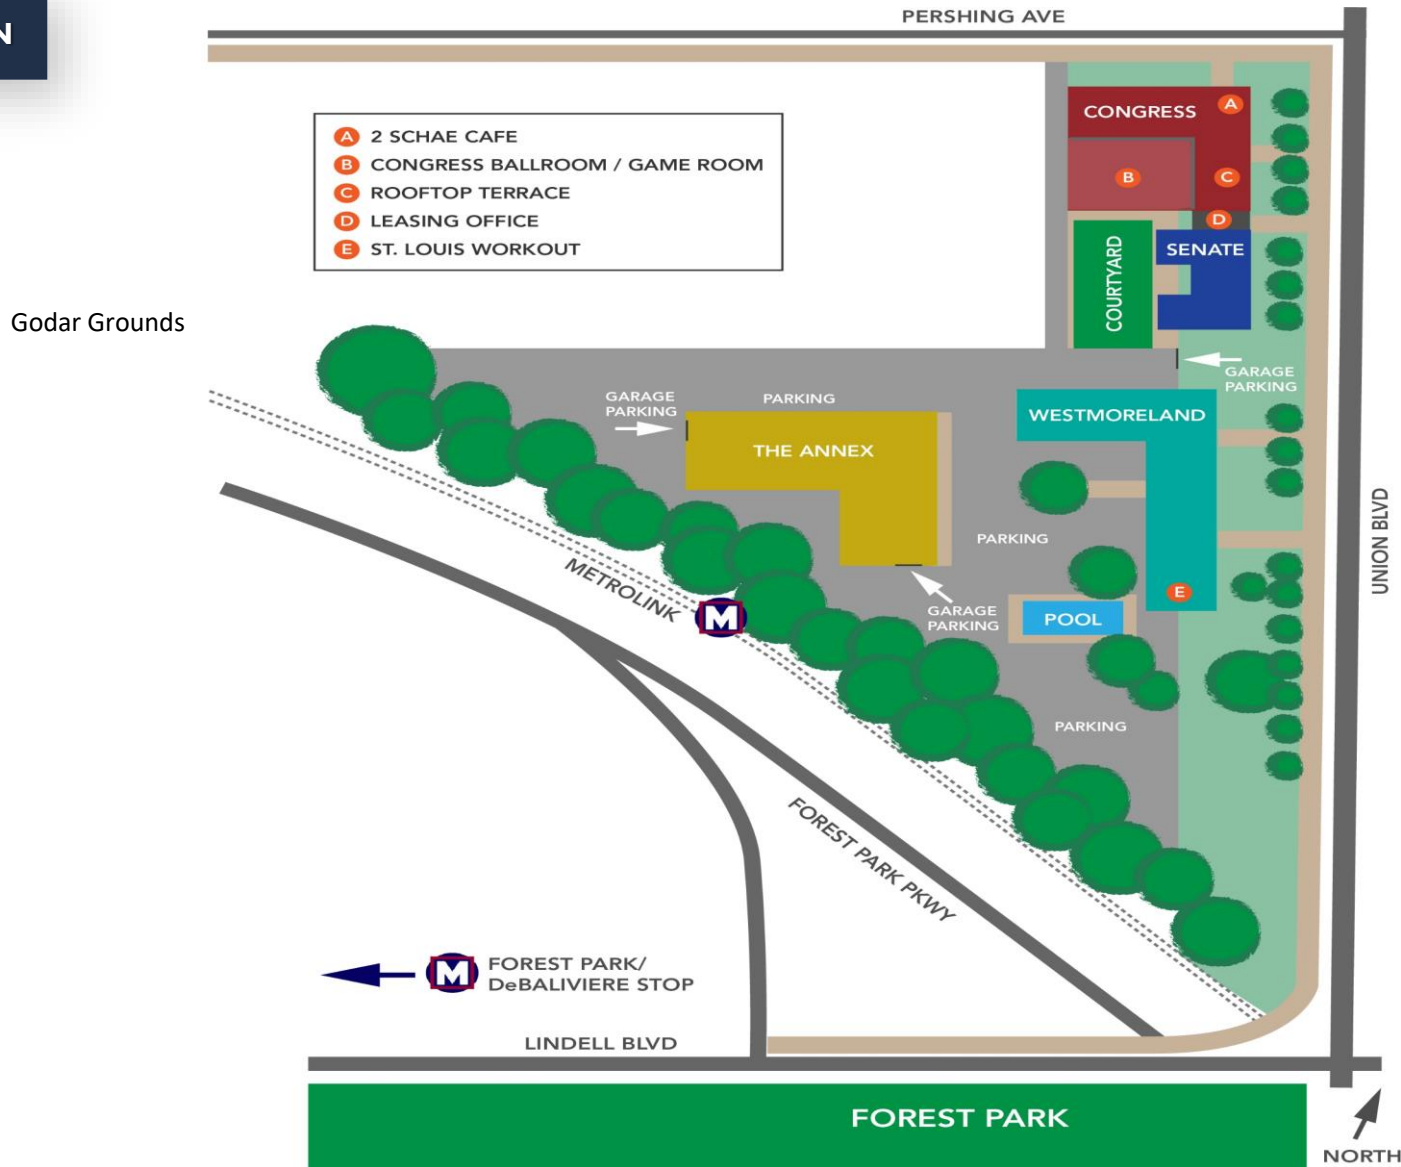 N
PERSHING AVE
A 2 SCHAE CAFE
B CONGRESS BALLROOM / GAME ROOM
C ROOFTOP TERRACE
D LEASING OFFICE
E ST. LOUIS WORKOUT
CONGRESS
A
B
C
D
SENATE
COURTYARD
Godar Grounds
GARAGE
PARKING
GARAGE
PARKING
PARKING
WESTMORELAND
THE ANNEX
UNION BLVD
PARKING
METROLINK
M
E
GARAGE
PARKING
POOL
PARKING
FOREST PARK PKWY
M
FOREST PARK/
DeBALIVIERE STOP
LINDELL BLVD
FOREST PARK
NORTH